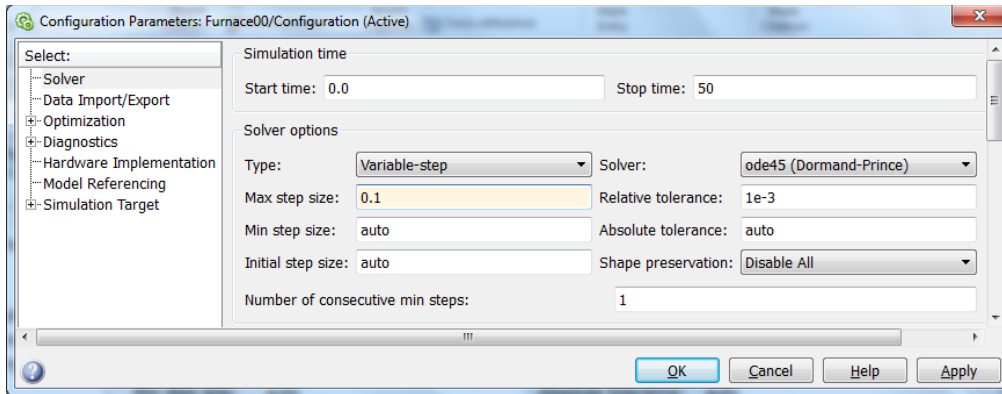 Configuration Parameters: Furnace00/Configuration (Active)
Select:
Solver
Data Import/Export
Optimization
Diagnostics
Hardware Implementation
Model Referencing
Simulation Target
Simulation time
Start time: 0.0 Stop time: 50
Solver options
Type: Variable-step Solver: ode45 (Dormand-Prince)
Max step size: 0.1 Relative tolerance: 1e-3
Min step size: auto Absolute tolerance: auto
Initial step size: auto Shape preservation: Disable All
Number of consecutive min steps: 1
OK Cancel Help Apply